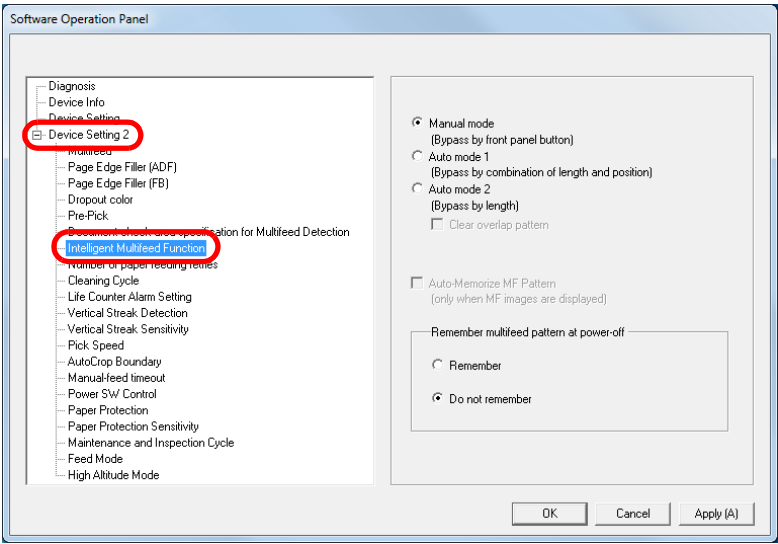 Software Operation Panel
Diagnosis
Device Info
Device Setting
Device Setting 2
Multifeed
Page Edge Filler (ADF)
Page Edge Filler (FB)
Dropout color
Pre-Pick
Document check area specification for Multifeed Detection
Intelligent Multifeed Function
Number of paper feeding retries
Cleaning Cycle
Life Counter Alarm Setting
Vertical Streak Detection
Vertical Streak Sensitivity
Pick Speed
AutoCrop Boundary
Manual-feed timeout
Power SW Control
Paper Protection
Paper Protection Sensitivity
Maintenance and Inspection Cycle
Feed Mode
High Altitude Mode
Manual mode
(Bypass by front panel button)
Auto mode 1
(Bypass by combination of length and position)
Auto mode 2
(Bypass by length)
Clear overlap pattern
Auto-Memorize MF Pattern
(only when MF images are displayed)
Remember multifeed pattern at power-off
Remember
Do not remember
OK
Cancel
Apply (A)